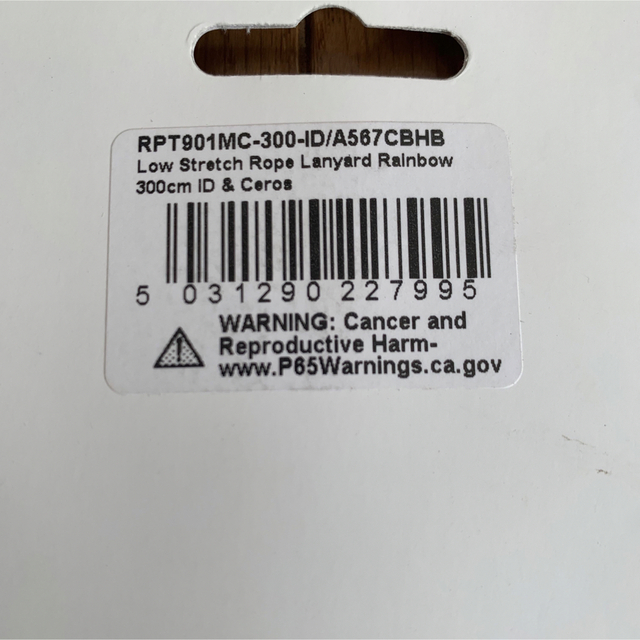 RPT901MC-300-ID/A567CBHB
Low Stretch Rope Lanyard Rainbow
300cm ID & Ceros
5 031290 227995
WARNING: Cancer and
Reproductive Harm-
www.P65Warnings.ca.gov